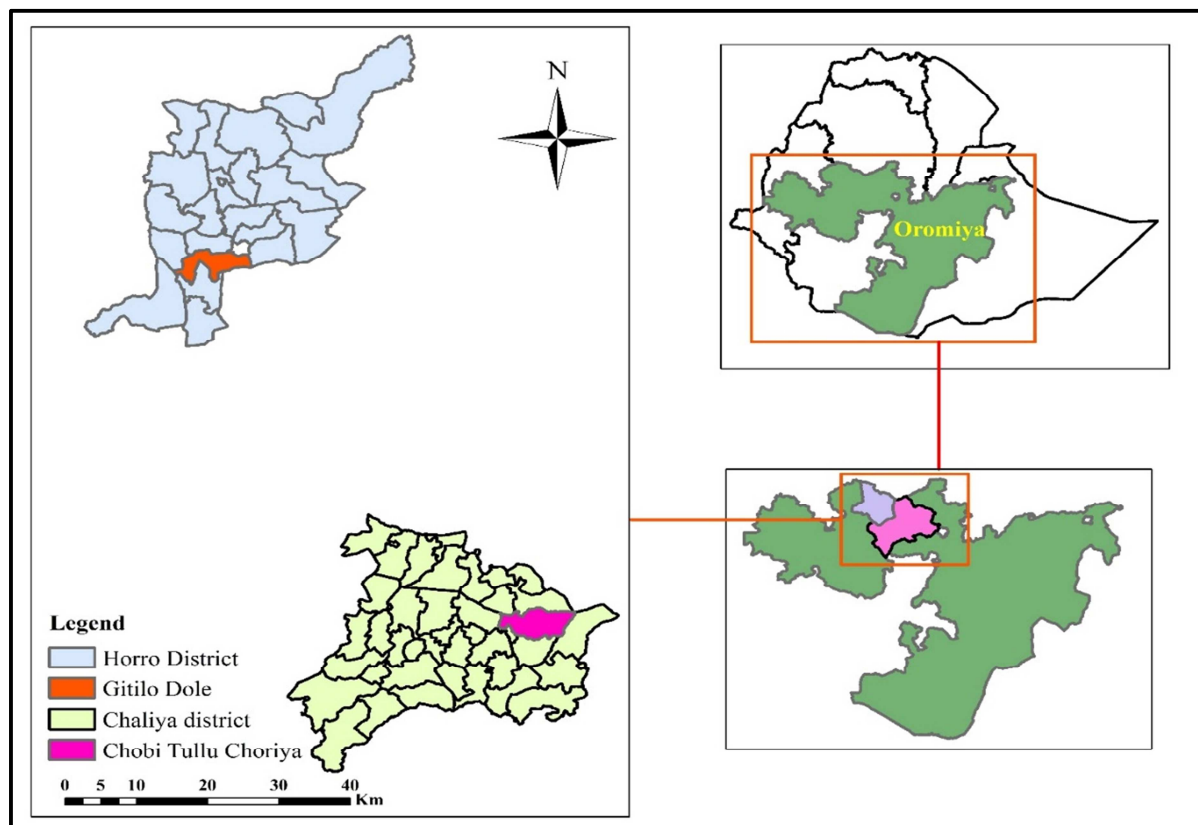 N
Oromiya
Legend
Horro District
Gitilo Dole
Chaliya district
Chobi Tullu Choriya
0 5 10 20 30 40
Km